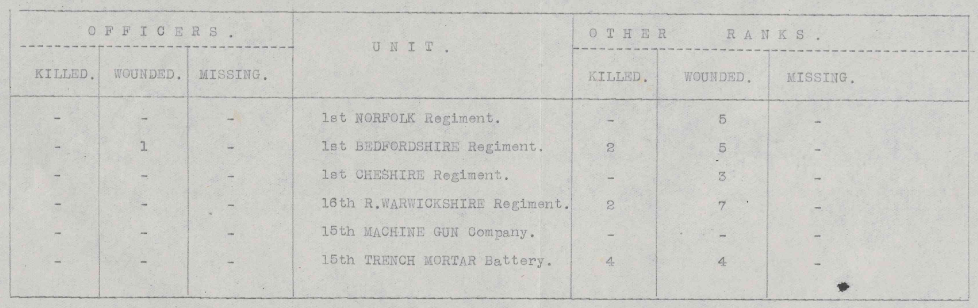 OFFICERS. UNIT. OTHER RANKS.
KILLED. WOUNDED. MISSING. KILLED. WOUNDED. MISSING.
- - - 1st NORFOLK Regiment. - 5 -
- 1 - 1st BEDFORDSHIRE Regiment. 2 5 -
- - - 1st CHESHIRE Regiment. - 3 -
- - - 16th R.WARWICKSHIRE Regiment. 2 7 -
- - - 15th MACHINE GUN Company. - - -
- - - 15th TRENCH MORTAR Battery. 4 4 -